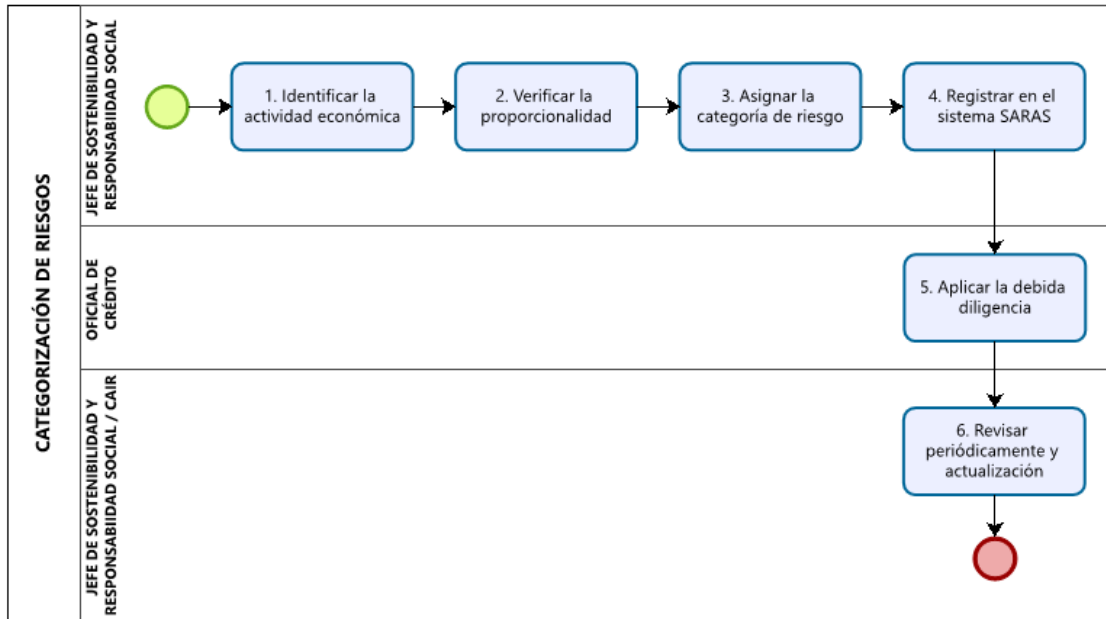 CATEGORIZACIÓN DE RIESGOS
JEFE DE SOSTENIBILIDAD Y
RESPONSABIIDAD SOCIAL
1. Identificar la
actividad económica
2. Verificar la
proporcionalidad
3. Asignar la
categoría de riesgo
4. Registrar en el
sistema SARAS
OFICIAL DE
CRÉDITO
5. Aplicar la debida
diligencia
JEFE DE SOSTENIBILIDAD Y
RESPONSABIIDAD SOCIAL / CAIR
6. Revisar
periódicamente y
actualización